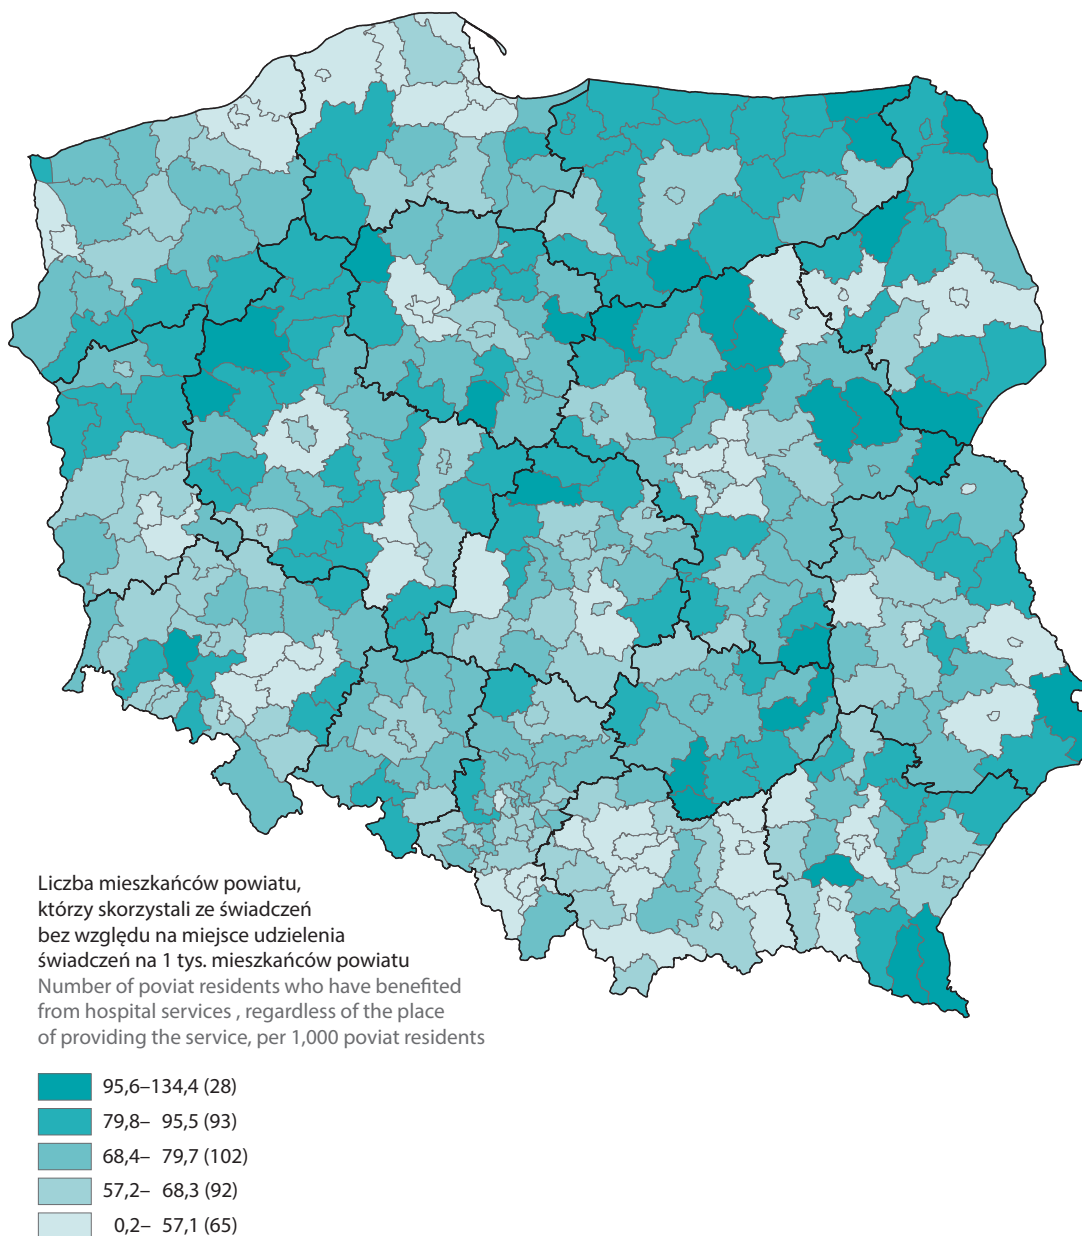 Liczba mieszkańców powiatu,
którzy skorzystali ze świadczeń
bez względu na miejsce udzielenia
świadczeń na 1 tys. mieszkańców powiatu
Number of poviat residents who have benefited
from hospital services , regardless of the place
of providing the service, per 1,000 poviat residents
95,6–134,4 (28)
79,8– 95,5 (93)
68,4– 79,7 (102)
57,2– 68,3 (92)
0,2– 57,1 (65)